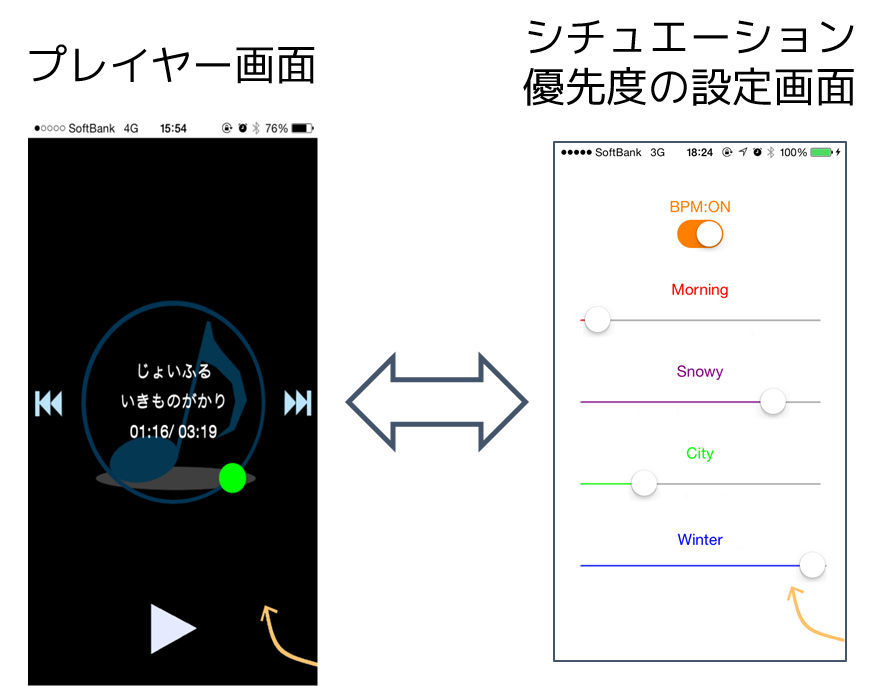 プレイヤー画面
●○○○○ SoftBank 4G 15:54 76%
じょいふる
いきものがかり
01:16/ 03:19
シチュエーション
優先度の設定画面
●●●●● SoftBank 3G 18:24 100%
BPM:ON
Morning
Snowy
City
Winter